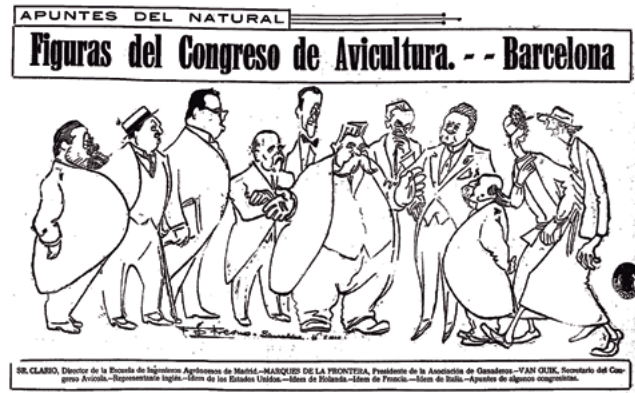 APUNTES DEL NATURAL
Figuras del Congreso de Avicultura. - - Barcelona
SR. CLARIO, Director de la Escuela de Ingenieros Agrónomos de Madrid.—MARQUES DE LA FRONTERA, Presidente de la Asociación de Ganaderos.—VAN GUIK, Secretario del Con-
greso Avícola.—Representante inglés.—Idem de los Estados Unidos.—Idem de Holanda.—Idem de Francia.—Idem de Italia.—Apuntes de algunos congresistas.